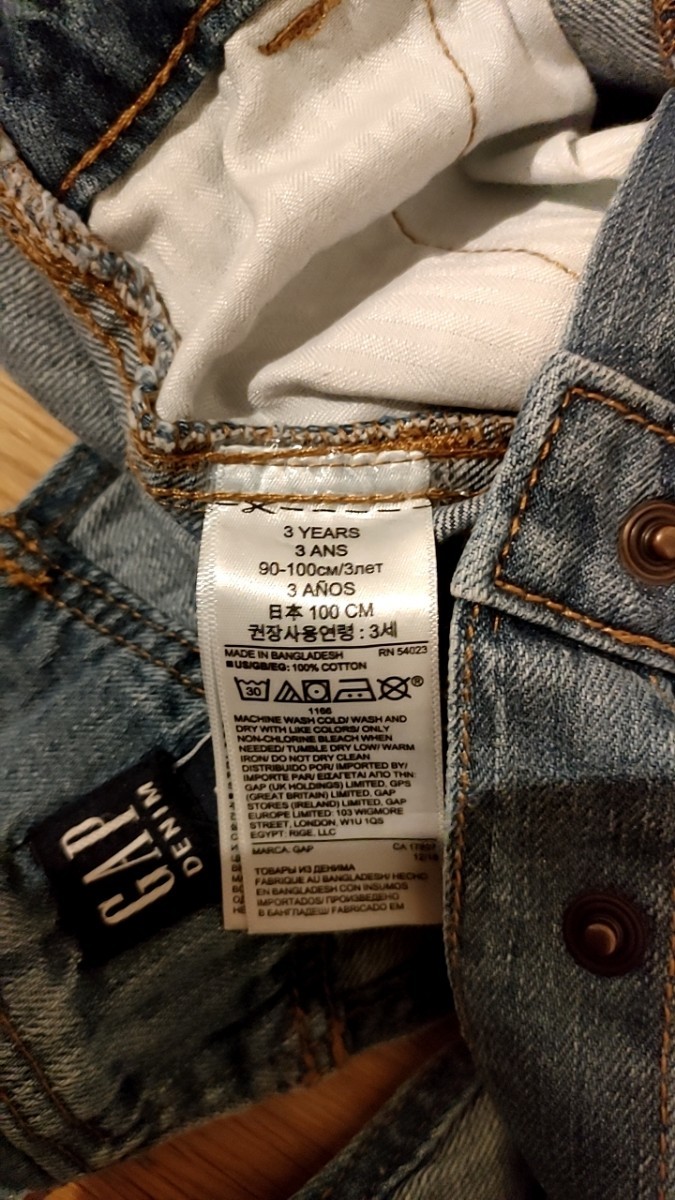 3 YEARS
3 ANS
90-100см/3лет
3 AÑOS
日本 100 CM
권장사용연령 : 3세
MADE IN BANGLADESH RN 54023
■US/GB/EG: 100% COTTON
30
®
1166
MACHINE WASH COLD/ WASH AND
DRY WITH LIKE COLORS/ ONLY
NON-CHLORINE BLEACH WHEN
NEEDED/ TUMBLE DRY LOW/ WARM
IRON/ DO NOT DRY CLEAN
DISTRIBUIDO POR/ IMPORTED BY/
IMPORTE PAR/ ΕΙΣΑΓΕΤΑΙ ΑΠΟ ΤΗΝ:
GAP (UK HOLDINGS) LIMITED, GPS
(GREAT BRITAIN) LIMITED, GAP
STORES (IRELAND) LIMITED, GAP
EUROPE LIMITED: 103 WIGMORE
STREET, LONDON, W1U 1QS
EGYPT: RIGE, LLC
MARCA. GAP CA
ТОВАРЫ ИЗ ДЕНИМА
FABRIQUÉ AU BANGLADESH/ HECHO
EN BANGLADESH CON INSUMOS
IMPORTADOS/ ПРОИЗВЕДЕНО
В БАНГЛАДЕШ/ FABRICADO EM
GAP
DENIM